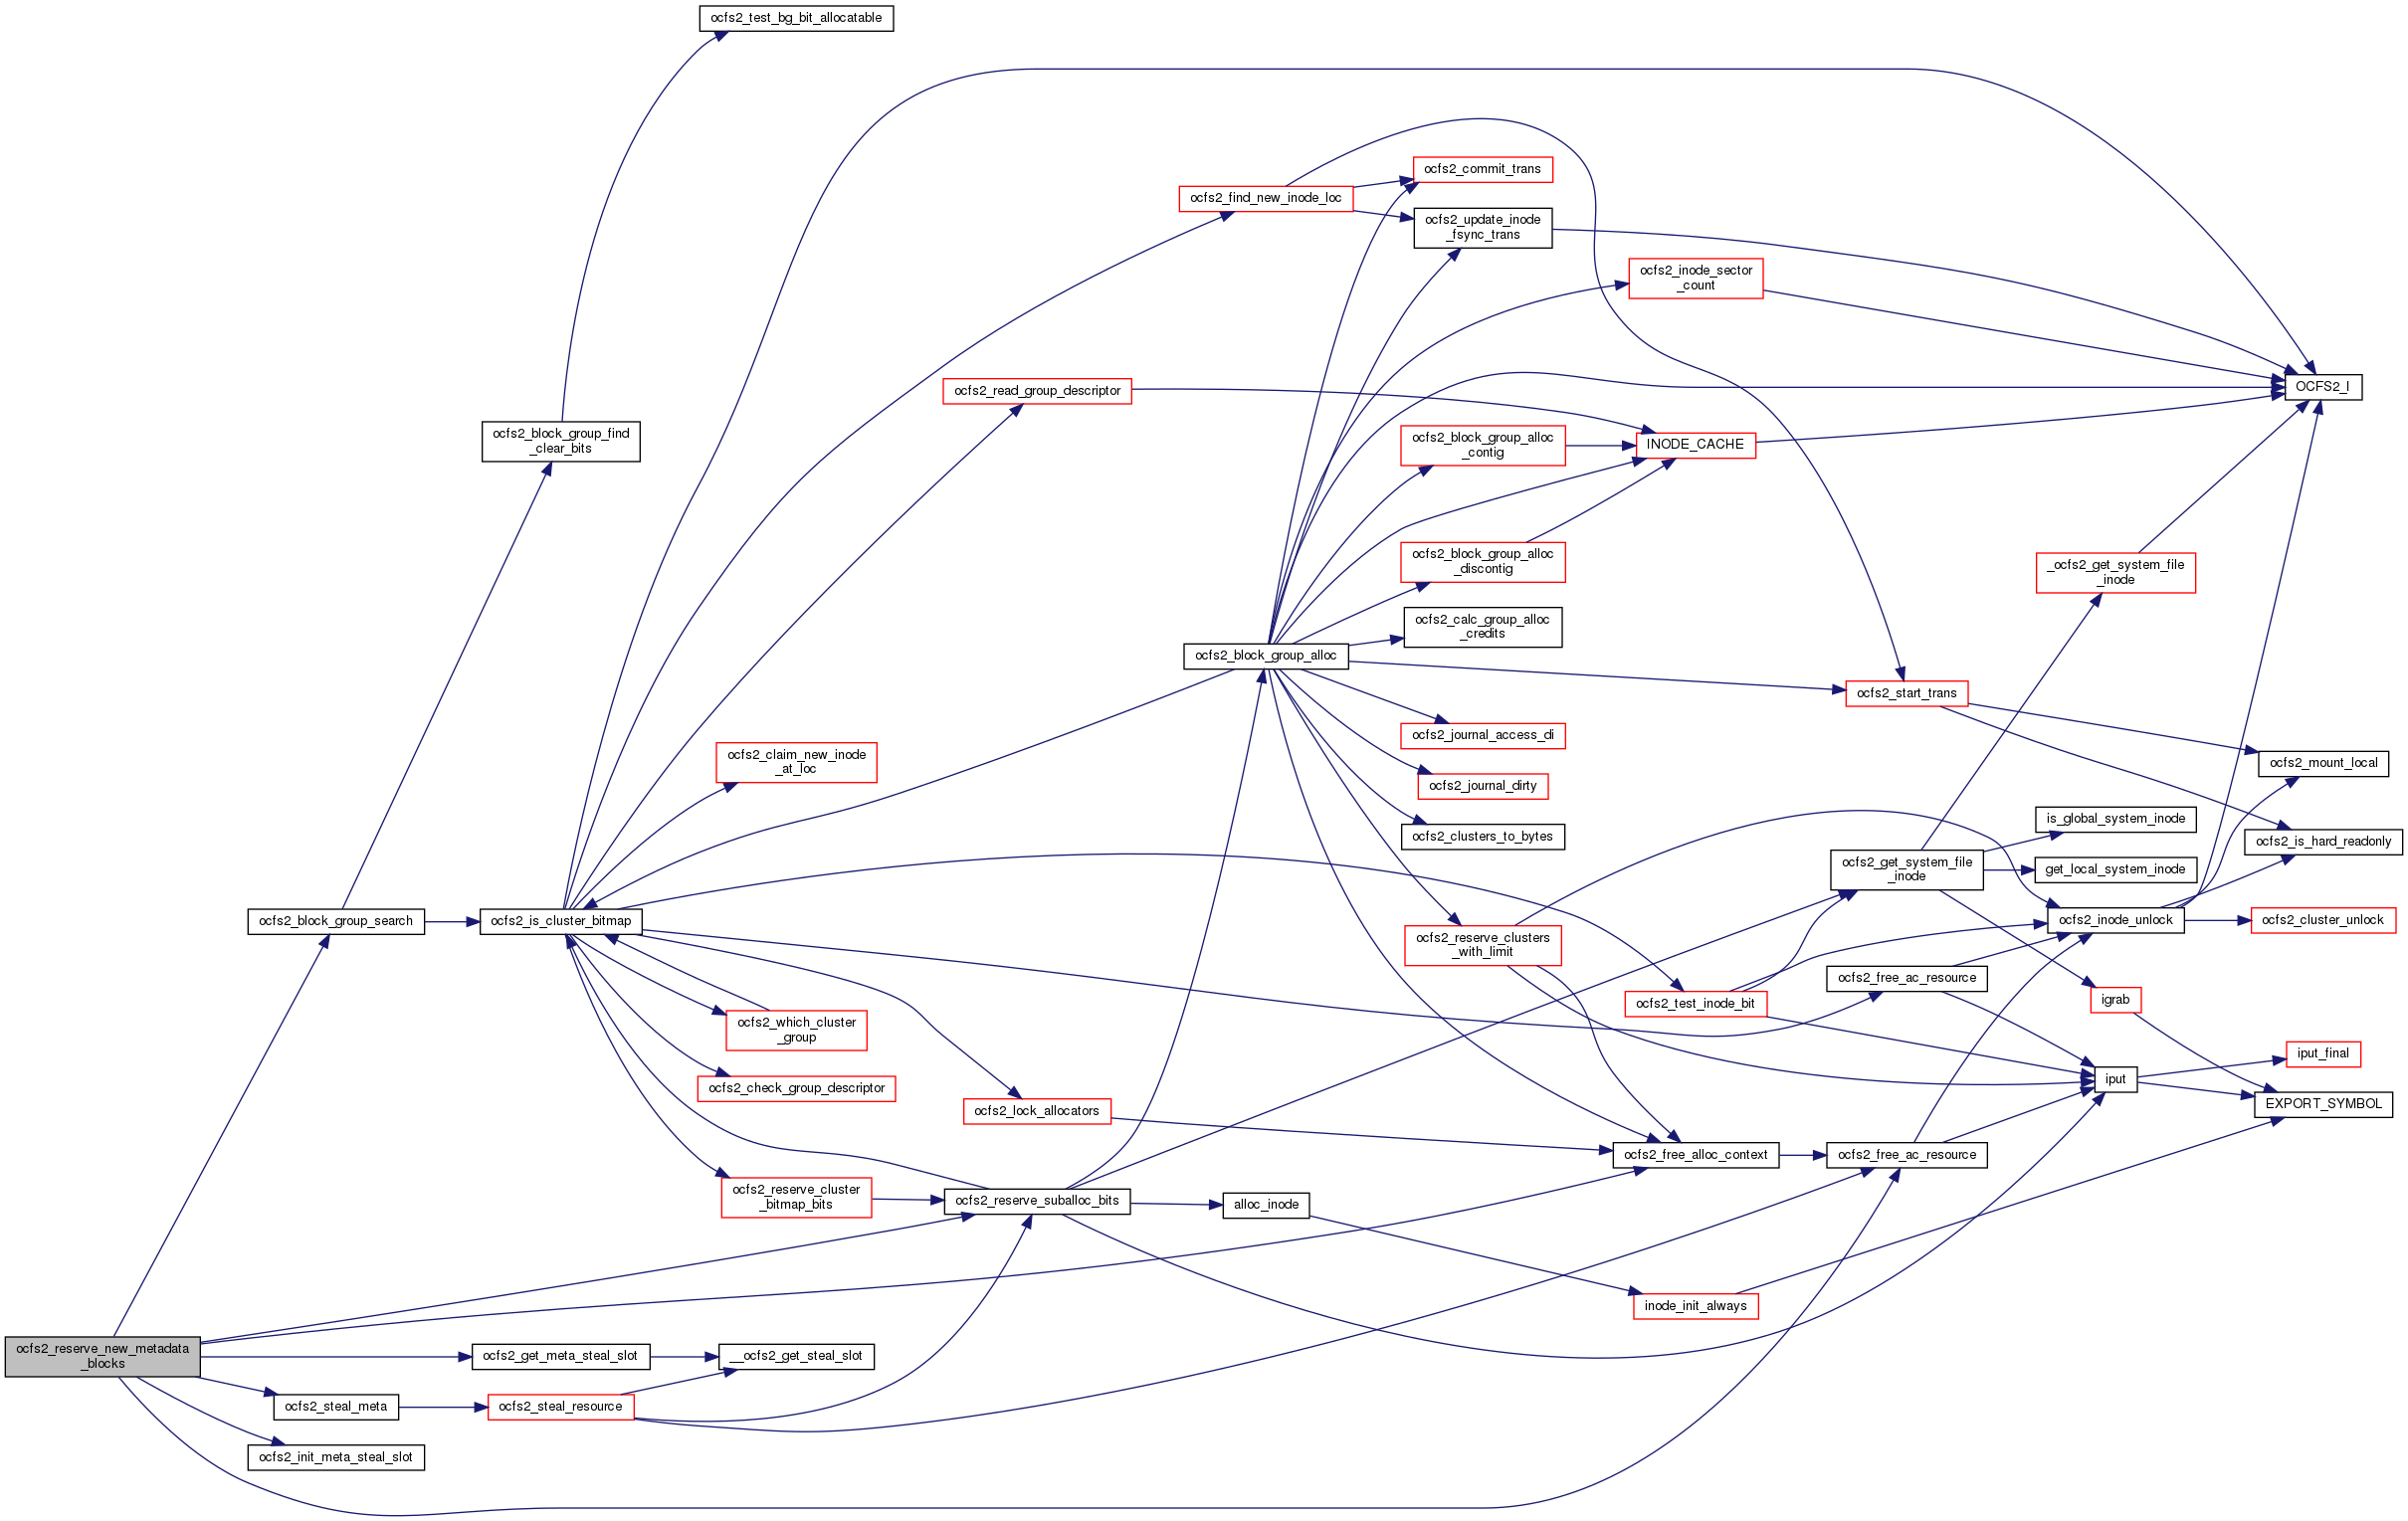 ocfs2_test_bg_bit_allocatable
ocfs2_commit_trans
ocfs2_find_new_inode_loc
ocfs2_update_inode
_fsync_trans
ocfs2_inode_sector
_count
ocfs2_read_group_descriptor
OCFS2_I
ocfs2_block_group_find
_clear_bits
ocfs2_block_group_alloc
_contig
INODE_CACHE
ocfs2_block_group_alloc
_discontig
_ocfs2_get_system_file
_inode
ocfs2_calc_group_alloc
_credits
ocfs2_block_group_alloc
ocfs2_start_trans
ocfs2_journal_access_di
ocfs2_claim_new_inode
_at_loc
ocfs2_mount_local
ocfs2_journal_dirty
is_global_system_inode
ocfs2_clusters_to_bytes
ocfs2_is_hard_readonly
ocfs2_get_system_file
_inode
get_local_system_inode
ocfs2_block_group_search
ocfs2_is_cluster_bitmap
ocfs2_inode_unlock
ocfs2_cluster_unlock
ocfs2_reserve_clusters
_with_limit
ocfs2_free_ac_resource
ocfs2_test_inode_bit
igrab
ocfs2_which_cluster
_group
iput_final
iput
ocfs2_check_group_descriptor
EXPORT_SYMBOL
ocfs2_lock_allocators
ocfs2_free_alloc_context
ocfs2_free_ac_resource
ocfs2_reserve_cluster
_bitmap_bits
ocfs2_reserve_suballoc_bits
alloc_inode
inode_init_always
ocfs2_reserve_new_metadata
_blocks
ocfs2_get_meta_steal_slot
__ocfs2_get_steal_slot
ocfs2_steal_meta
ocfs2_steal_resource
ocfs2_init_meta_steal_slot